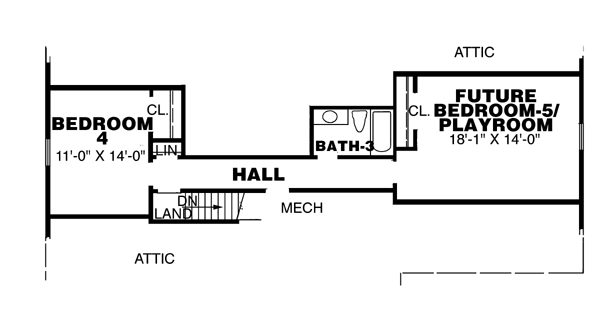 ATTIC
CL.
BEDROOM
4
11'-0" X 14'-0"
LIN
BATH-3
CL.
FUTURE
BEDROOM-5/
PLAYROOM
18'-1" X 14'-0"
HALL
DN
LAND
MECH
ATTIC